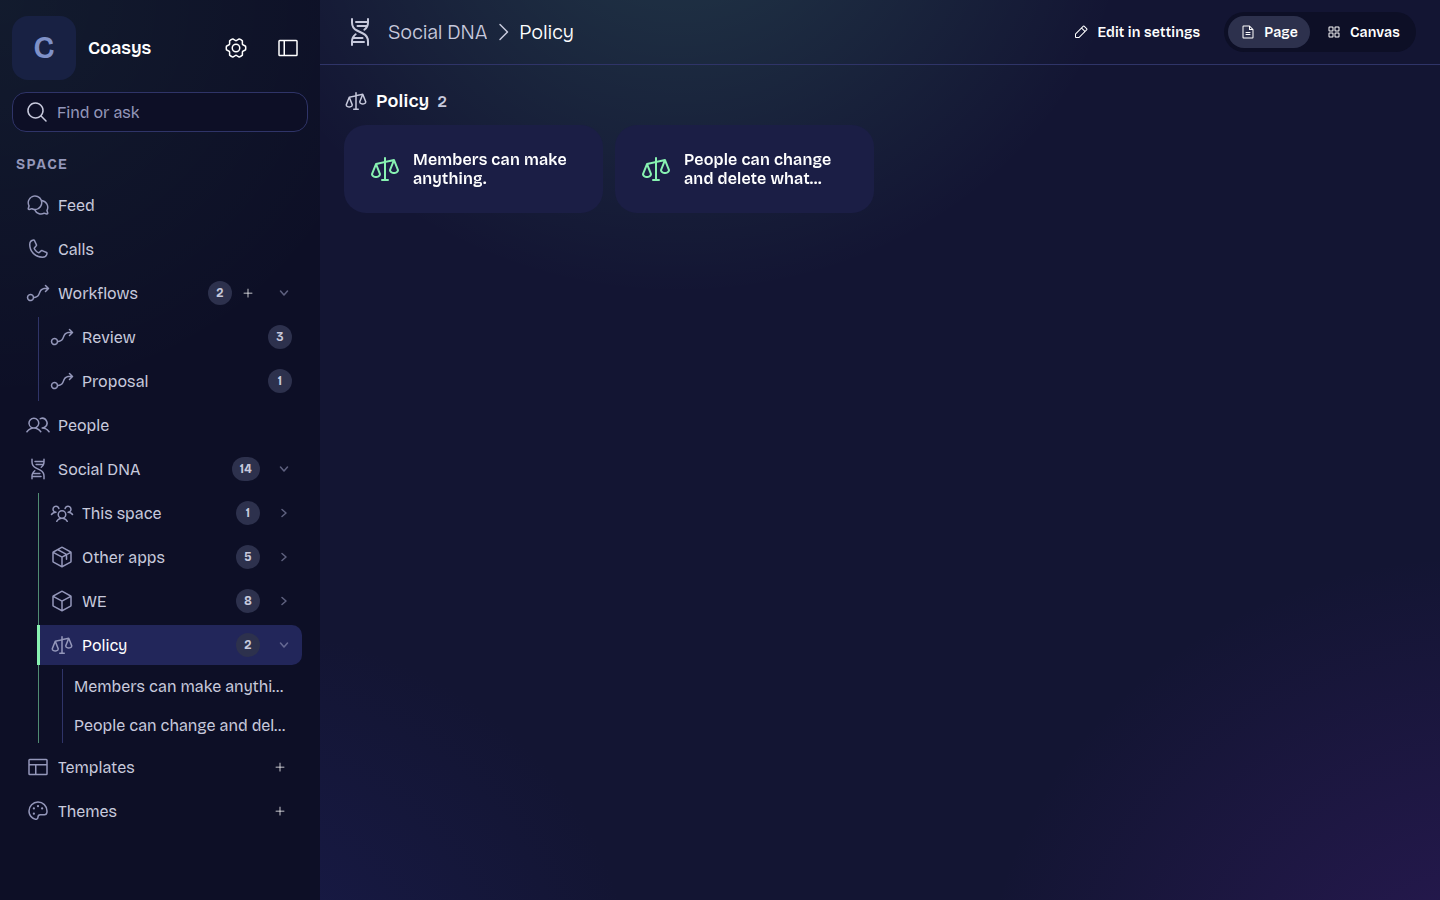 C
Coasys
Find or ask
SPACE
Feed
Calls
Workflows 2
Review 3
Proposal 1
People
Social DNA 14
This space 1
Other apps 5
WE 8
Policy 2
Members can make anythi...
People can change and del...
Templates
Themes
Social DNA > Policy
Edit in settings
Page
Canvas
Policy 2
Members can make
anything.
People can change
and delete what...